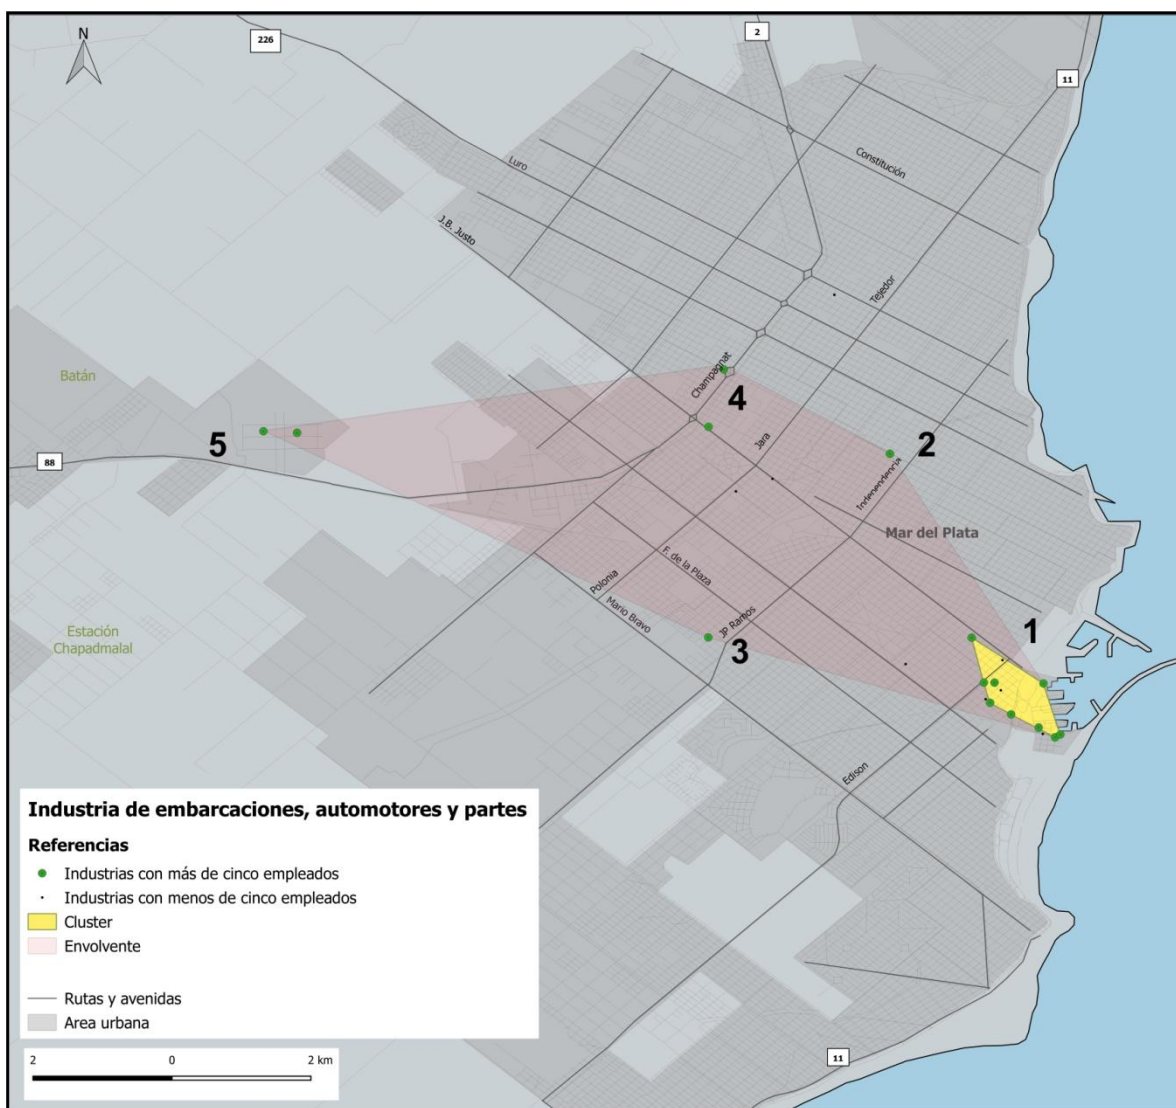 N
226
2
11
Constitución
Luro
J.B. Justo
Tejedor
Batán
Champagnat
4
5
Jara
2
88
Independencia
Mar del Plata
F. de la Plaza
Polonia
Mario Bravo
JP Ramos
Estación
Chapadmalal
3
1
Edison
Industria de embarcaciones, automotores y partes
Referencias
Industrias con más de cinco empleados
Industrias con menos de cinco empleados
Cluster
Envolvente
Rutas y avenidas
Area urbana
2 0 2 km
11